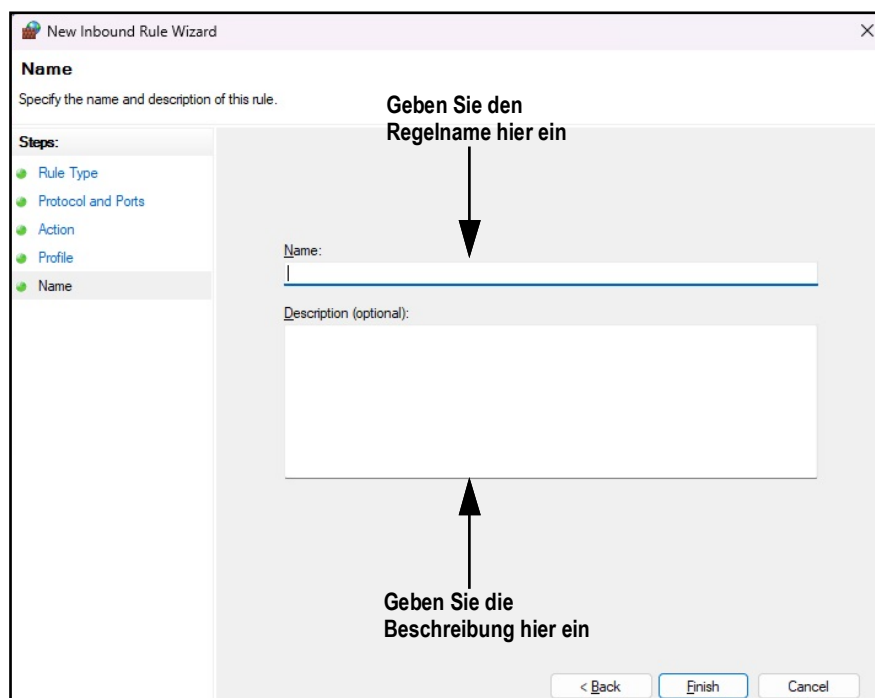 New Inbound Rule Wizard
Name
Specify the name and description of this rule.
Geben Sie den
Regelname hier ein
Steps:
Rule Type
Protocol and Ports
Action
Profile
Name
Name:
Description (optional):
Geben Sie die
Beschreibung hier ein
< Back
Finish
Cancel